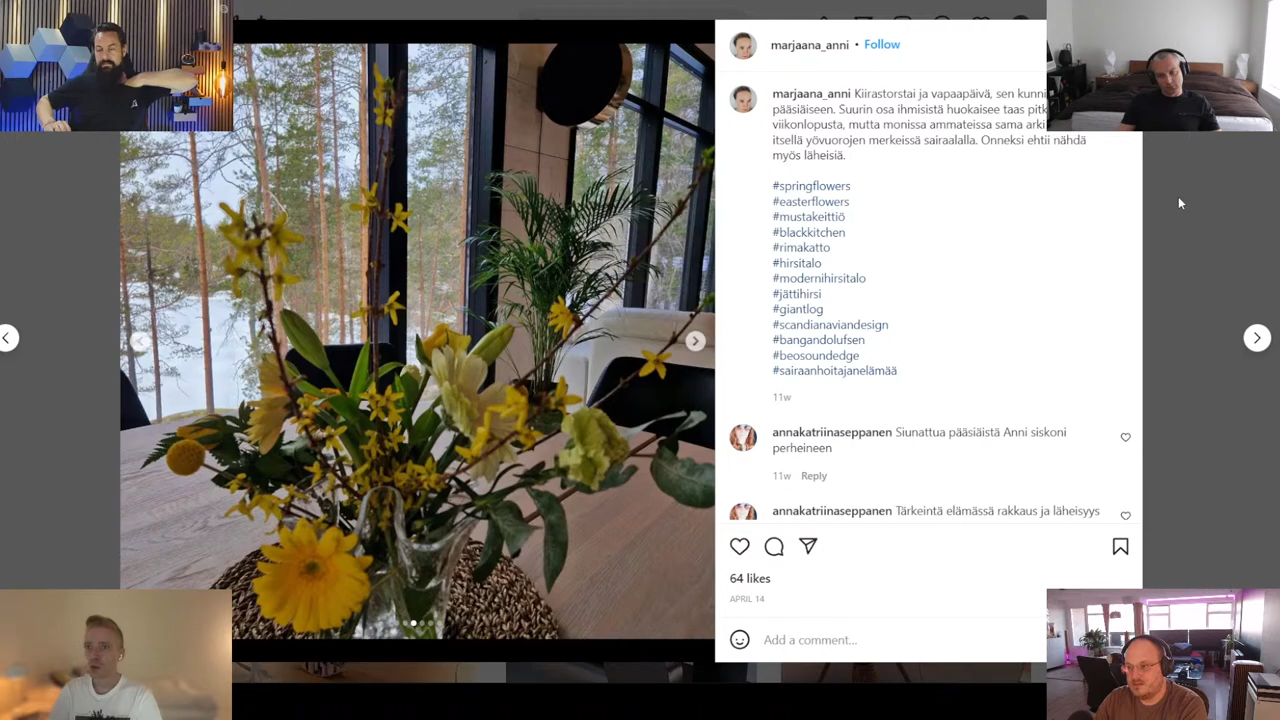 marjaana_anni • Follow
marjaana_anni Kiirastorstai ja vapaapäivä, sen kunni
pääsiäiseen. Suurin osa ihmisistä huokaisee taas pitk
viikonlopusta, mutta monissa ammateissa sama arki
itsellä yövuorojen merkeissä sairaalalla. Onneksi ehtii nähdä
myös läheisiä.
#springflowers
#easterflowers
#mustakeittiö
#blackkitchen
#rimakatto
#hirsitalo
#modernihirsitalo
#jättihirsi
#giantlog
#scandianaviandesign
#bangandolufsen
#beosoundedge
#sairaanhoitajanelämää
11w
annakatriinaseppanen Siunattua pääsiäistä Anni siskoni
perheineen
11w Reply
annakatriinaseppanen Tärkeintä elämässä rakkaus ja läheisyys
64 likes
APRIL 14
Add a comment...